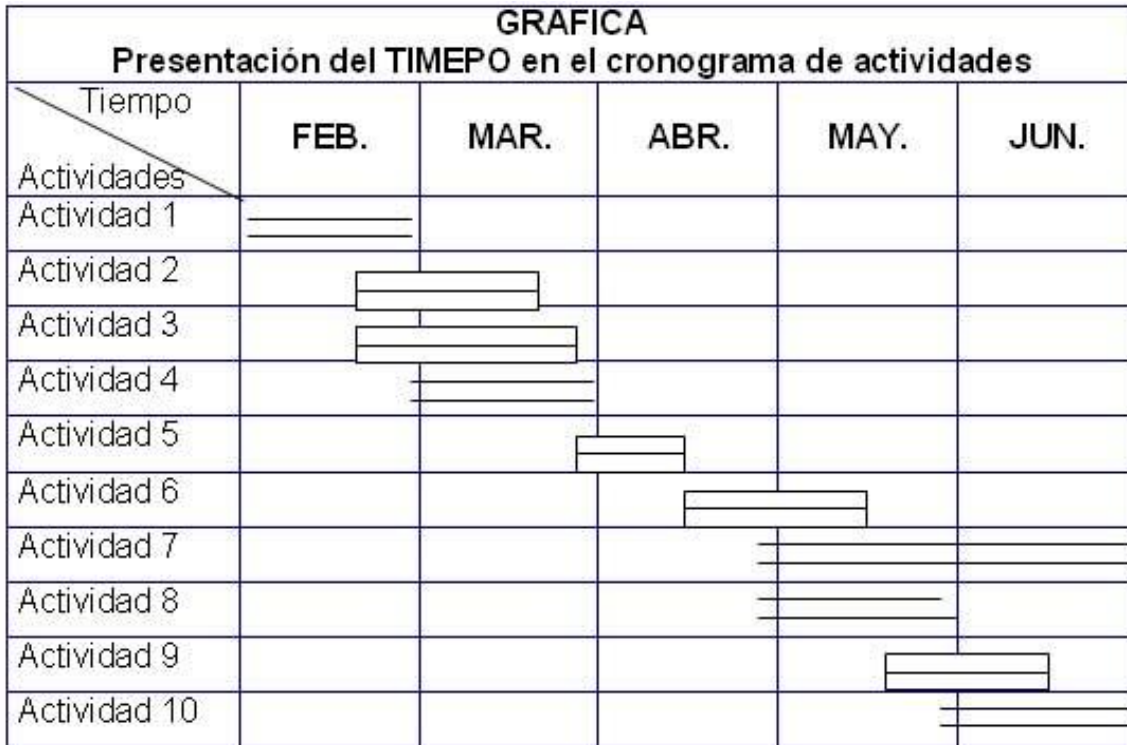 GRAFICA
Presentación del TIMEPO en el cronograma de actividades
Tiempo
Actividades
FEB. MAR. ABR. MAY. JUN.
Actividad 1
Actividad 2
Actividad 3
Actividad 4
Actividad 5
Actividad 6
Actividad 7
Actividad 8
Actividad 9
Actividad 10